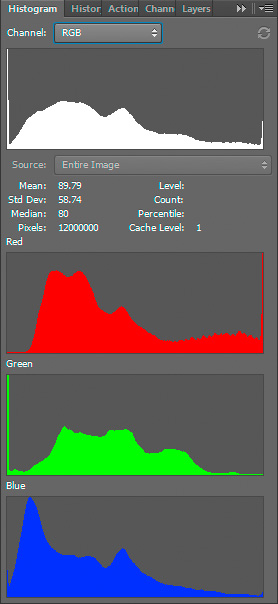 Histogram Histor Action Chann Layers
Channel: RGB
Source: Entire Image
Mean: 89.79 Level:
Std Dev: 58.74 Count:
Median: 80 Percentile:
Pixels: 12000000 Cache Level: 1
Red
Green
Blue